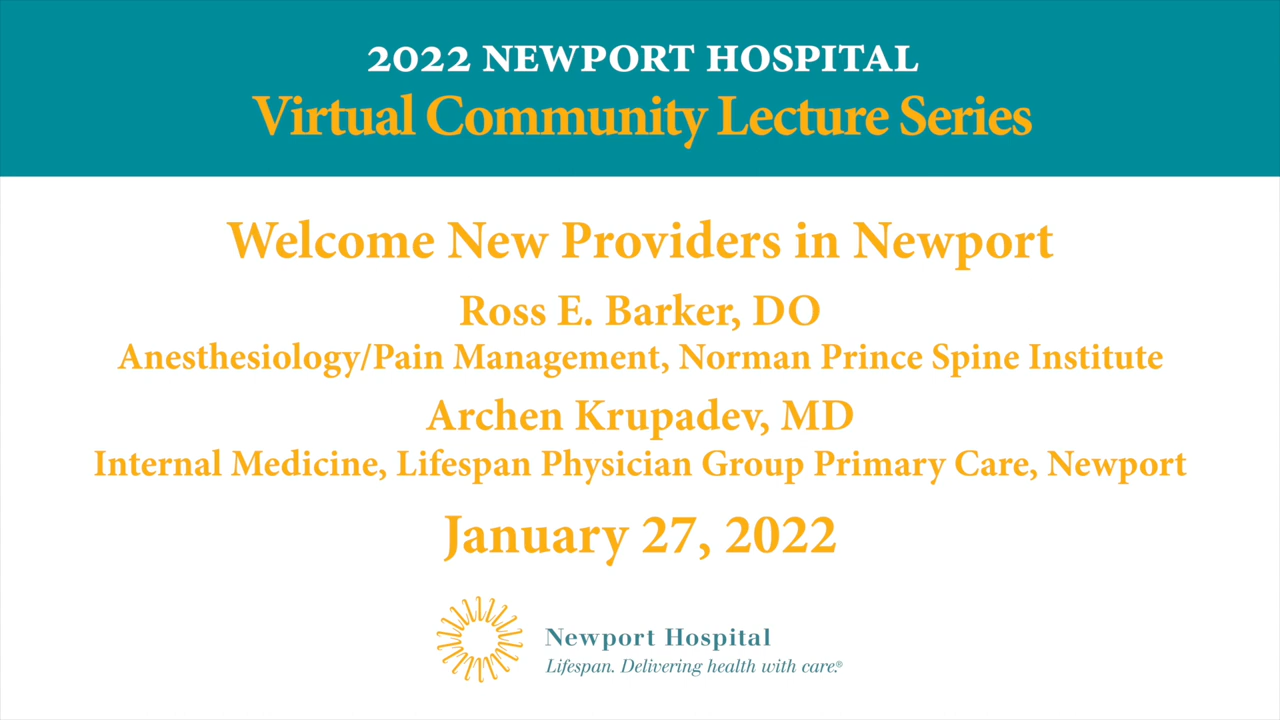 2022 NEWPORT HOSPITAL
Virtual Community Lecture Series
Welcome New Providers in Newport
Ross E. Barker, DO
Anesthesiology/Pain Management, Norman Prince Spine Institute
Archen Krupadev, MD
Internal Medicine, Lifespan Physician Group Primary Care, Newport
January 27, 2022
Newport Hospital
Lifespan. Delivering health with care.®